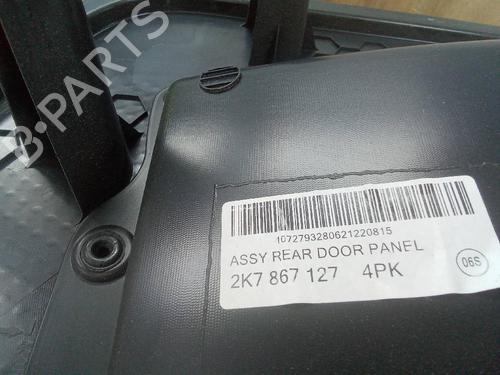 B-PARTS
1072793280621220815
ASSY REAR DOOR PANEL
2K7 867 127 4PK
06S